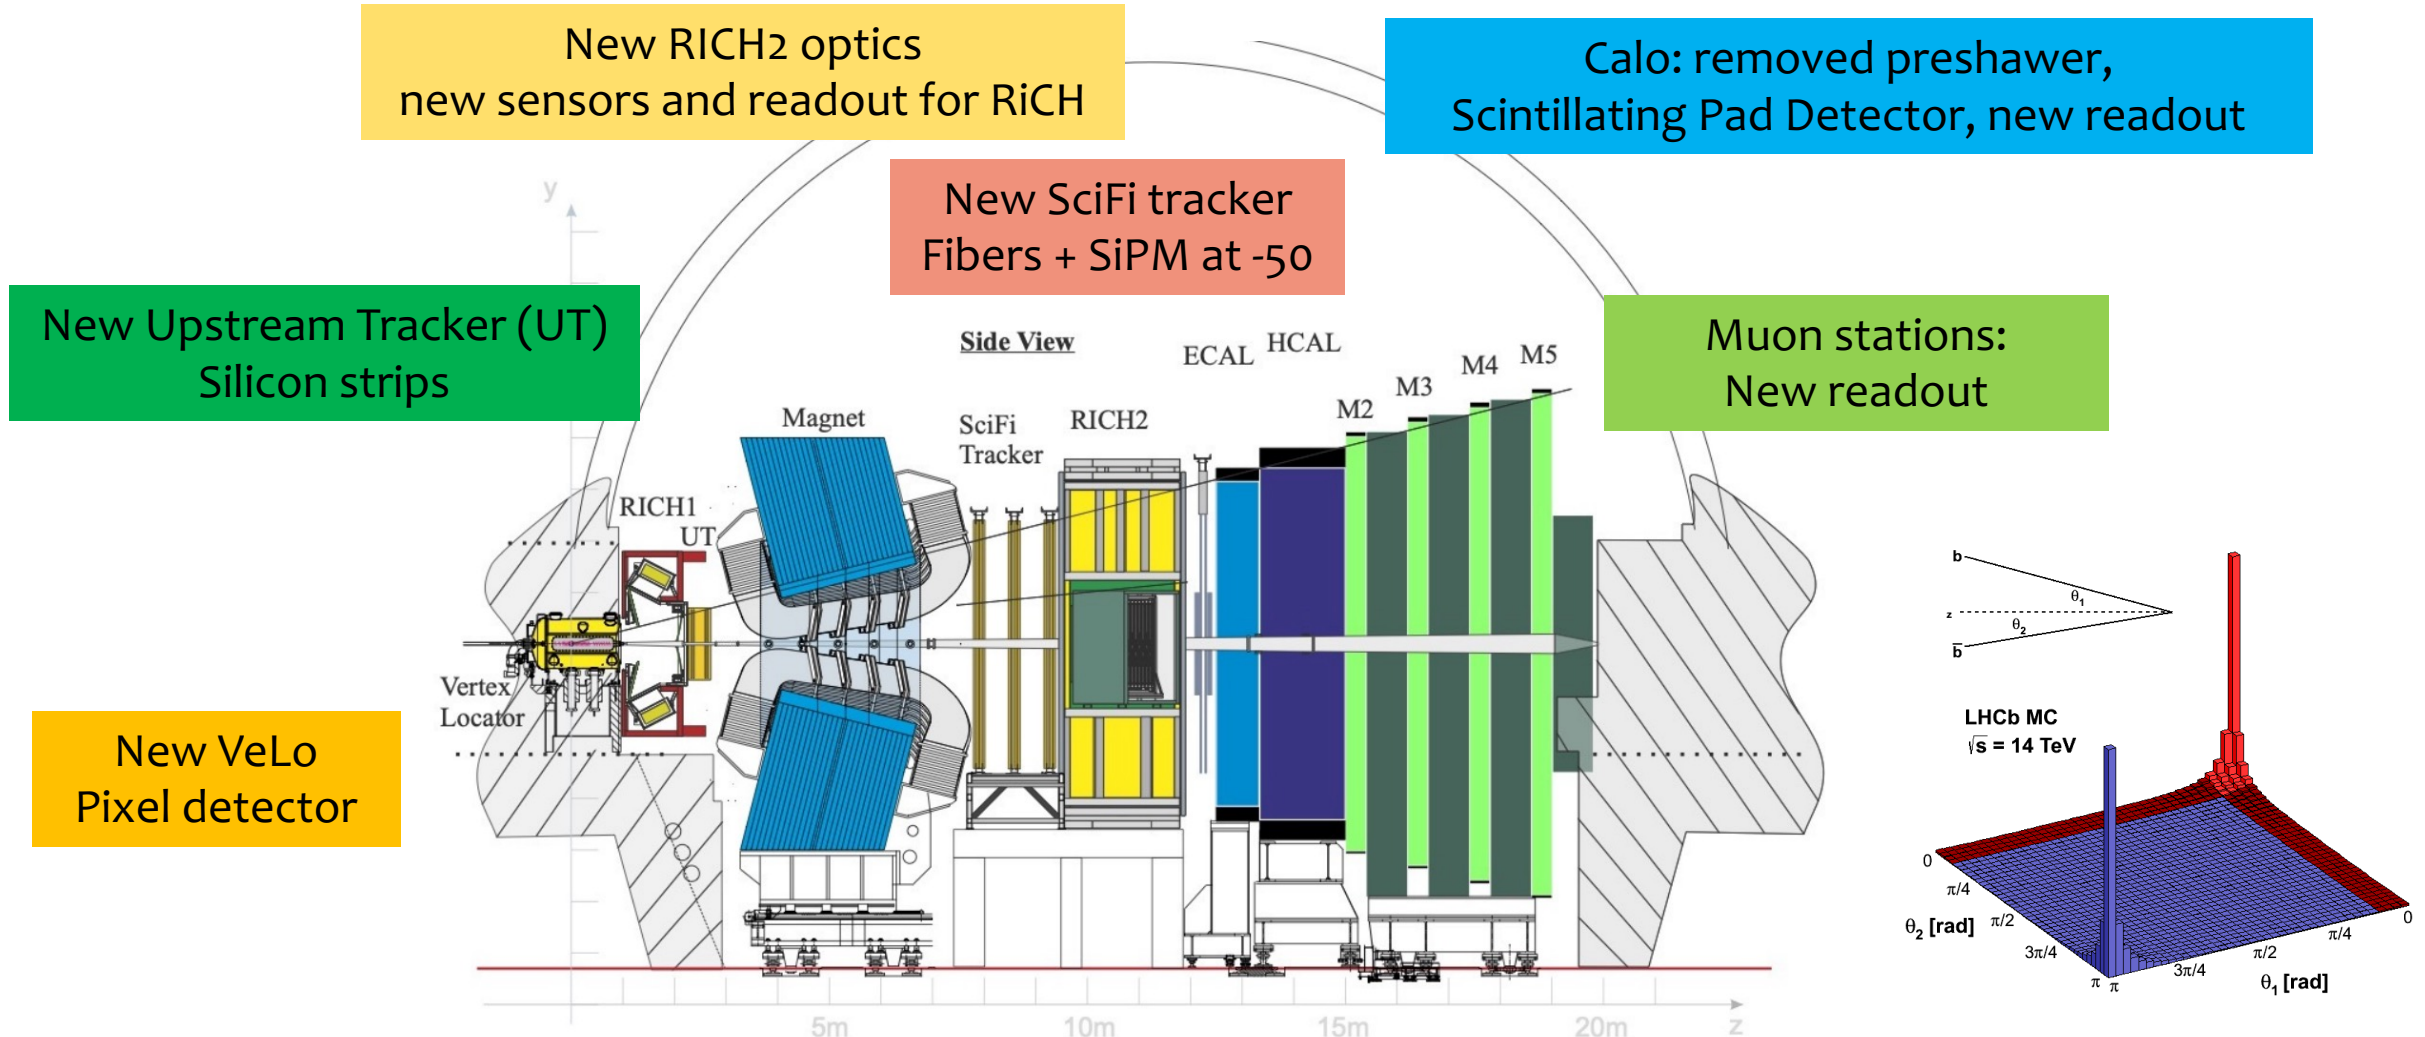 New RICH2 optics
new sensors and readout for RiCH
Calo: removed preshawer,
Scintillating Pad Detector, new readout
New SciFi tracker
Fibers + SiPM at -50
New Upstream Tracker (UT)
Silicon strips
Muon stations:
New readout
New VeLo
Pixel detector
y
Side View
ECAL
HCAL
M2
M3
M4
M5
Magnet
SciFi
Tracker
RICH2
RICH1
UT
Vertex
Locator
5m
10m
15m
20m
z
b
θ1
z
θ2
b̅
LHCb MC
√s = 14 TeV
0
π/4
π/2
3π/4
π
θ2 [rad]
π
3π/4
π/2
π/4
0
θ1 [rad]